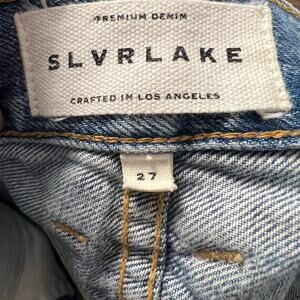 PREMIUM DENIM
SLVRLAKE
CRAFTED IN LOS ANGELES
27